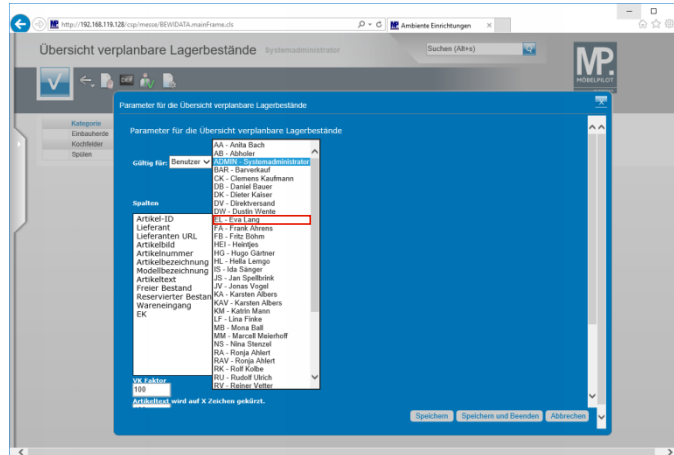 http://192.168.119.128/csp/messe/BEWIDATA.mainFrame.cls
Ambiente Einrichtungen
Übersicht verplanbare Lagerbestände Systemadministrator
Suchen (Alt+s)
MP.
MÖBELPILOT
Parameter für die Übersicht verplanbare Lagerbestände
Kategorie
Einbauherde
Kochfelder
Spülen
Parameter für die Übersicht verplanbare Lagerbestände
Gültig für: Benutzer
AA - Anita Bach
AB - Abholer
ADMIN - Systemadministrator
BAR - Barverkauf
CK - Clemens Kaufmann
DB - Daniel Bauer
DK - Dieter Kaiser
DV - Direktversand
DW - Dustin Wente
EL - Eva Lang
FA - Frank Ahrens
FB - Fritz Böhm
HEI - Heintjes
HG - Hugo Gärtner
HL - Hella Lemgo
IS - Ida Sänger
JS - Jan Spellbrink
JV - Jonas Vogel
KA - Karsten Albers
KAV - Karsten Albers
KM - Katrin Mann
LF - Lina Finke
MB - Mona Ball
MM - Marcell Meierhoff
NS - Nina Stenzel
RA - Ronja Ahlert
RAV - Ronja Ahlert
RK - Rolf Kolbe
RU - Rudolf Ulrich
RV - Reiner Vetter
Spalten
Artikel-ID
Lieferant
Lieferanten URL
Artikelbild
Artikelnummer
Artikelbezeichnung
Modellbezeichnung
Artikeltext
Freier Bestand
Reservierter Bestan
Wareneingang
EK
VK Faktor
100
Artikeltext wird auf X Zeichen gekürzt.
Speichern Speichern und Beenden Abbrechen